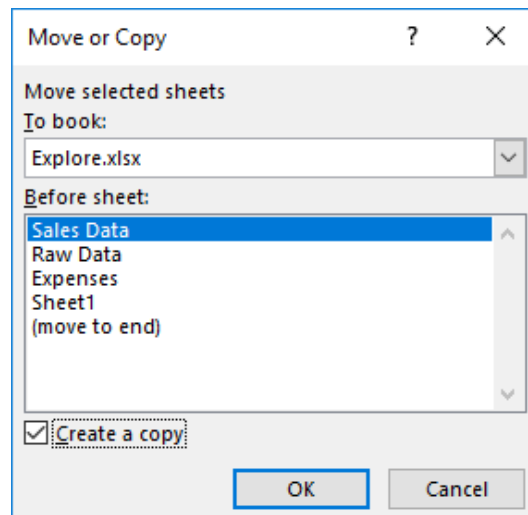 Move or Copy ?
Move selected sheets
To book:
Explore.xlsx
Before sheet:
Sales Data
Raw Data
Expenses
Sheet1
(move to end)
Create a copy
OK Cancel